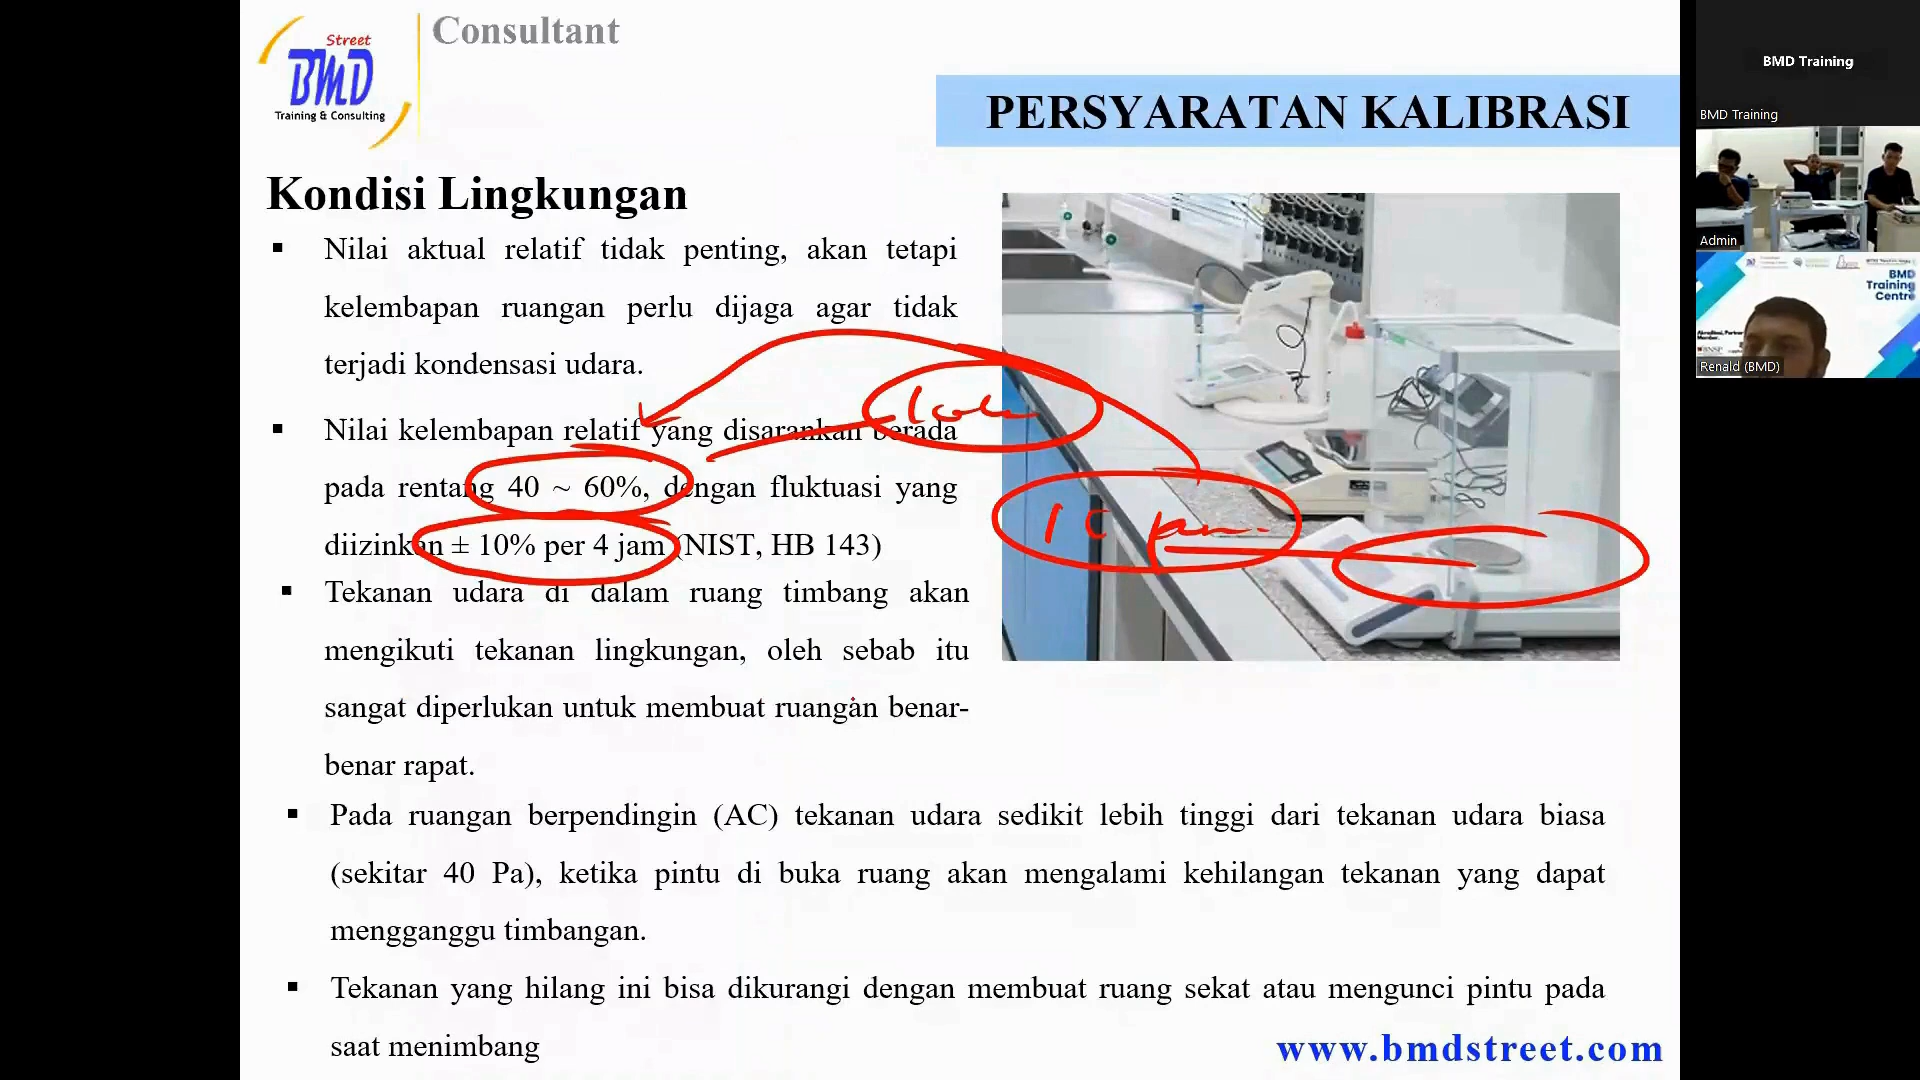 Street
BMD
Training & Consulting
Consultant
PERSYARATAN KALIBRASI
Kondisi Lingkungan
▪ Nilai aktual relatif tidak penting, akan tetapi
kelembapan ruangan perlu dijaga agar tidak
terjadi kondensasi udara.
▪ Nilai kelembapan relatif yang disarankan berada
pada rentang 40 ~ 60%, dengan fluktuasi yang
diizinkan ± 10% per 4 jam (NIST, HB 143)
▪ Tekanan udara di dalam ruang timbang akan
mengikuti tekanan lingkungan, oleh sebab itu
sangat diperlukan untuk membuat ruangan benar-
benar rapat.
▪ Pada ruangan berpendingin (AC) tekanan udara sedikit lebih tinggi dari tekanan udara biasa
(sekitar 40 Pa), ketika pintu di buka ruang akan mengalami kehilangan tekanan yang dapat
mengganggu timbangan.
▪ Tekanan yang hilang ini bisa dikurangi dengan membuat ruang sekat atau mengunci pintu pada
saat menimbang
www.bmdstreet.com
BMD Training
BMD Training
Admin
BMD
Training
Centre
Renald (BMD)